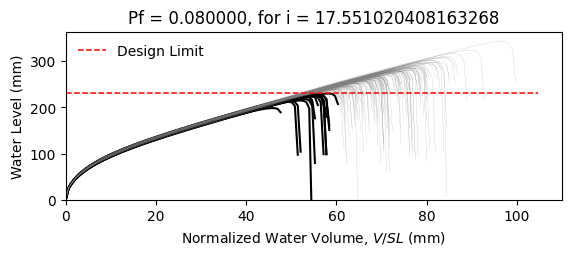 Pf = 0.080000, for i = 17.551020408163268
Design Limit
Water Level (mm)
300
200
100
0
0 20 40 60 80 100
Normalized Water Volume, V/SL (mm)